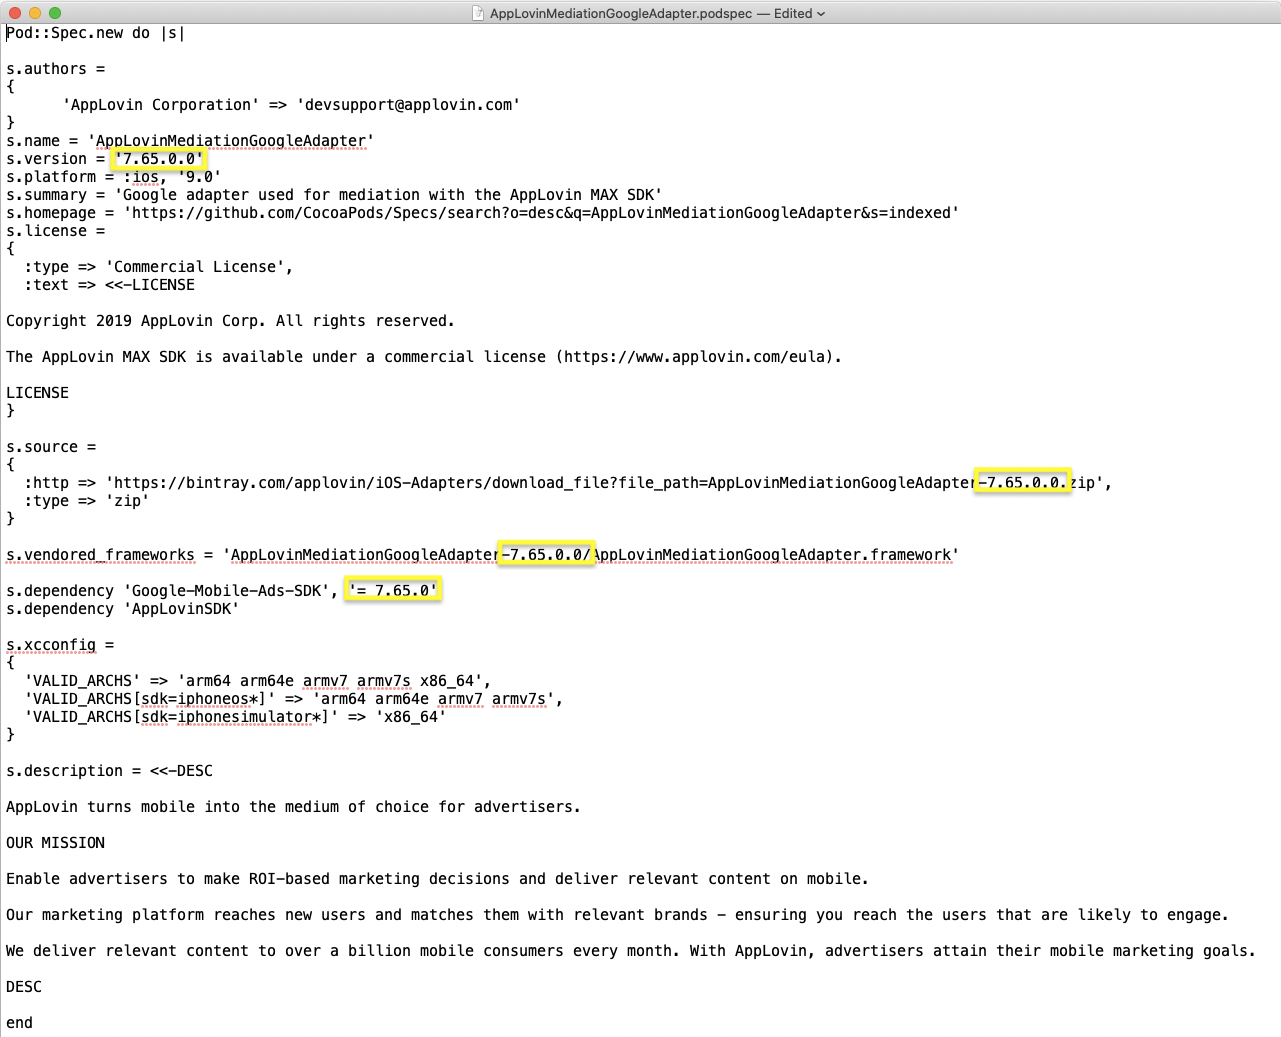 AppLovinMediationGoogleAdapter.podspec — Edited
Pod::Spec.new do |s|
s.authors =
{
'AppLovin Corporation' => 'devsupport@applovin.com'
}
s.name = 'AppLovinMediationGoogleAdapter'
s.version = '7.65.0.0'
s.platform = :ios, '9.0'
s.summary = 'Google adapter used for mediation with the AppLovin MAX SDK'
s.homepage = 'https://github.com/CocoaPods/Specs/search?o=desc&q=AppLovinMediationGoogleAdapter&s=indexed'
s.license =
{
:type => 'Commercial License',
:text => <<-LICENSE
Copyright 2019 AppLovin Corp. All rights reserved.
The AppLovin MAX SDK is available under a commercial license (https://www.applovin.com/eula).
LICENSE
}
s.source =
{
:http => 'https://bintray.com/applovin/iOS-Adapters/download_file?file_path=AppLovinMediationGoogleAdapter-7.65.0.0.zip',
:type => 'zip'
}
s.vendored_frameworks = 'AppLovinMediationGoogleAdapter-7.65.0.0/AppLovinMediationGoogleAdapter.framework'
s.dependency 'Google-Mobile-Ads-SDK', '= 7.65.0'
s.dependency 'AppLovinSDK'
s.xcconfig =
{
'VALID_ARCHS' => 'arm64 arm64e armv7 armv7s x86_64',
'VALID_ARCHS[sdk=iphoneos*]' => 'arm64 arm64e armv7 armv7s',
'VALID_ARCHS[sdk=iphonesimulator*]' => 'x86_64'
}
s.description = <<-DESC
AppLovin turns mobile into the medium of choice for advertisers.
OUR MISSION
Enable advertisers to make ROI-based marketing decisions and deliver relevant content on mobile.
Our marketing platform reaches new users and matches them with relevant brands - ensuring you reach the users that are likely to engage.
We deliver relevant content to over a billion mobile consumers every month. With AppLovin, advertisers attain their mobile marketing goals.
DESC
end